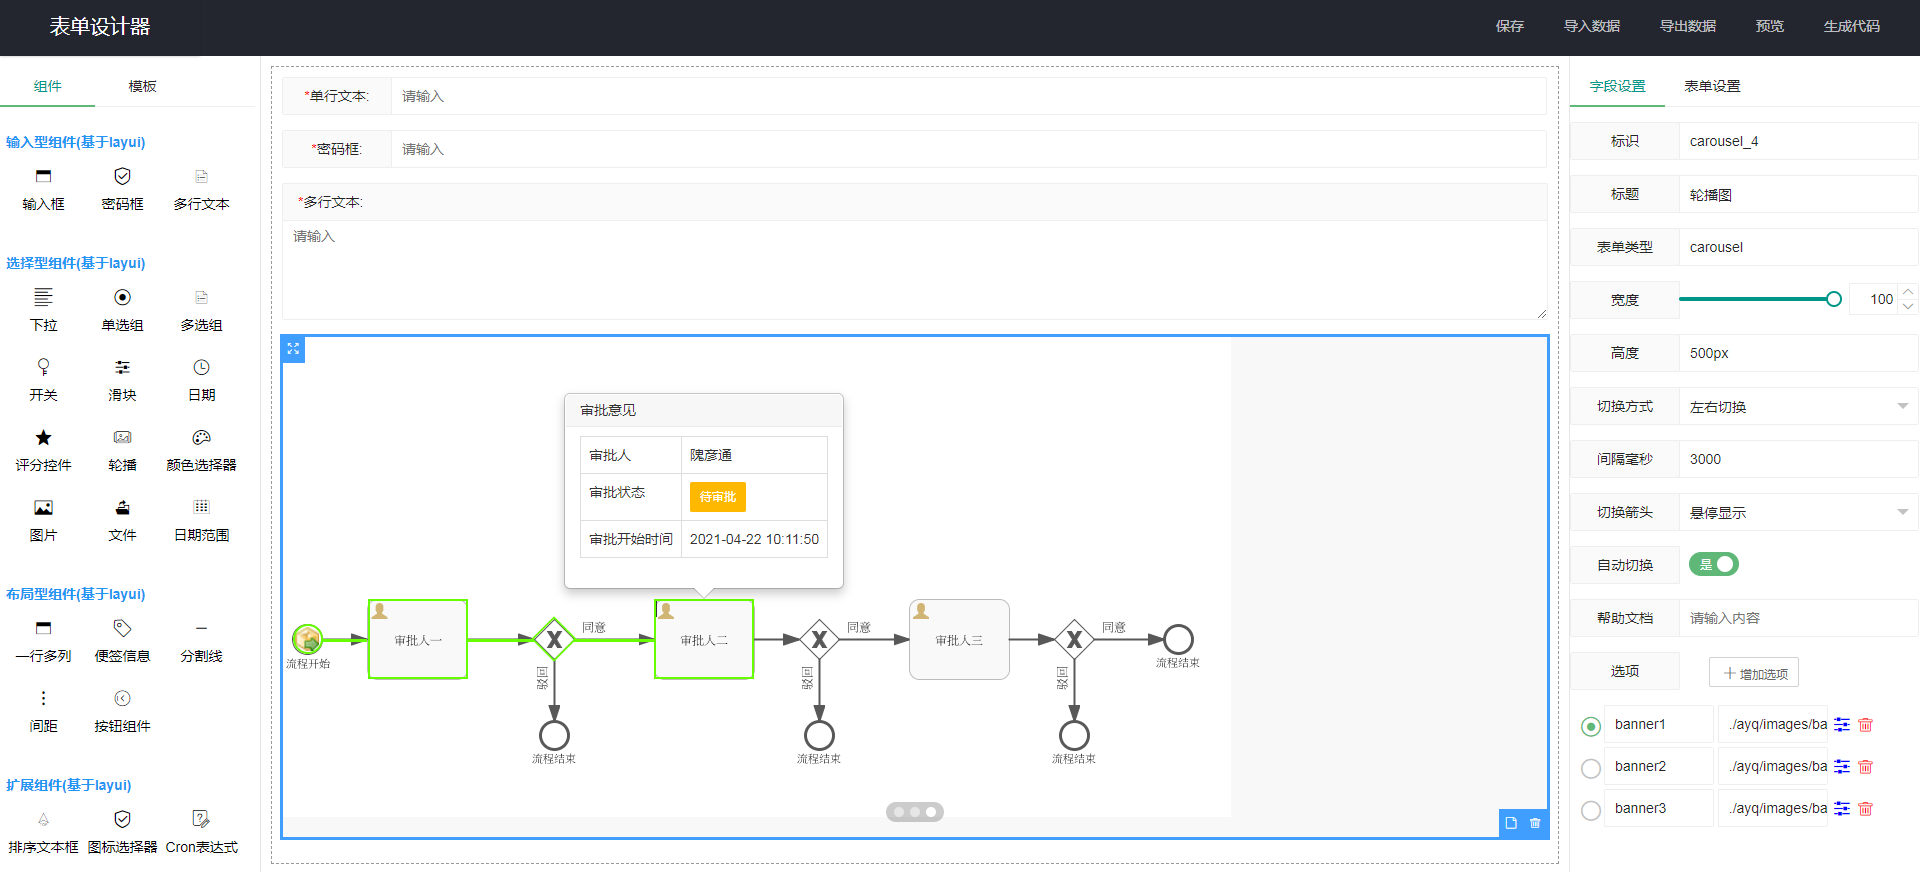 表单设计器
保存 导入数据 导出数据 预览 生成代码
组件 模板
输入型组件(基于layui)
输入框 密码框 多行文本
选择型组件(基于layui)
下拉 单选组 多选组
开关 滑块 日期
评分控件 轮播 颜色选择器
图片 文件 日期范围
布局型组件(基于layui)
一行多列 便签信息 分割线
间距 按钮组件
扩展组件(基于layui)
排序文本框 图标选择器 Cron表达式
*单行文本: 请输入
*密码框: 请输入
*多行文本:
请输入
审批意见
审批人 隗彦通
审批状态 待审批
审批开始时间 2021-04-22 10:11:50
流程开始
审批人一
同意
驳回
流程结束
审批人二
同意
驳回
流程结束
审批人三
同意
驳回
流程结束
流程结束
字段设置 表单设置
标识 carousel_4
标题 轮播图
表单类型 carousel
宽度 100
高度 500px
切换方式 左右切换
间隔毫秒 3000
切换箭头 悬停显示
自动切换 是
帮助文档 请输入内容
选项 增加选项
banner1 ./ayq/images/ba
banner2 ./ayq/images/ba
banner3 ./ayq/images/ba